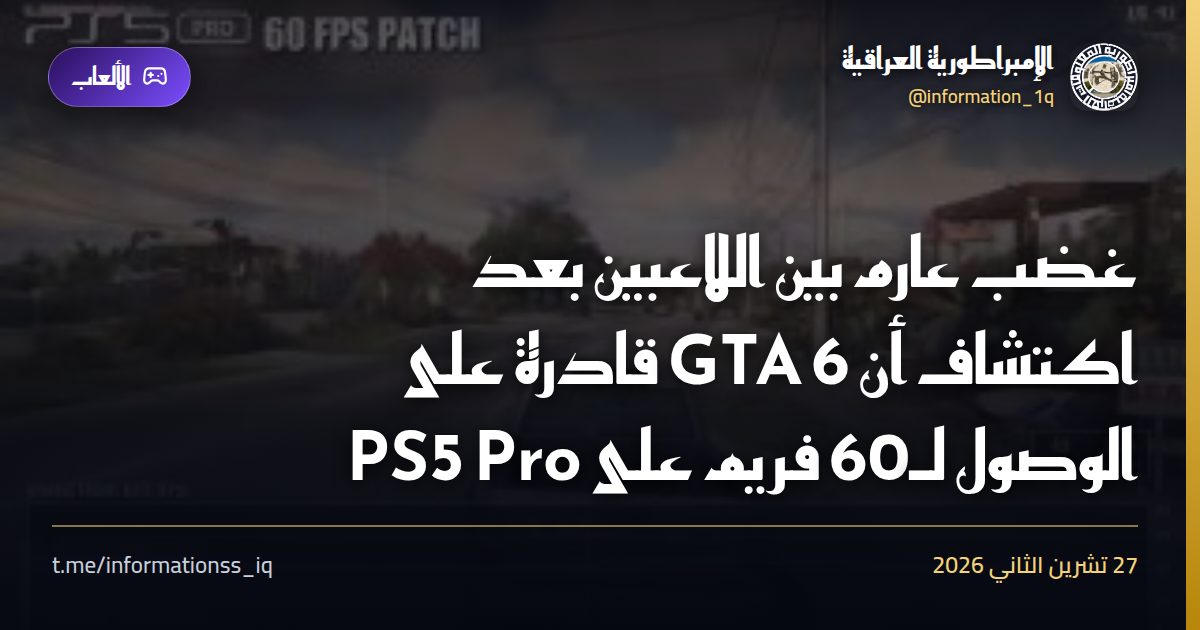 PS5 PRO 60 FPS PATCH
الألعاب
الإمبراطورية العراقية
@information_1q
غضب عارم بين اللاعبين بعد
اكتشاف أن GTA 6 قادرة على
الوصول لـ60 فريم على PS5 Pro
27 تشرين الثاني 2026
t.me/informationss_iq